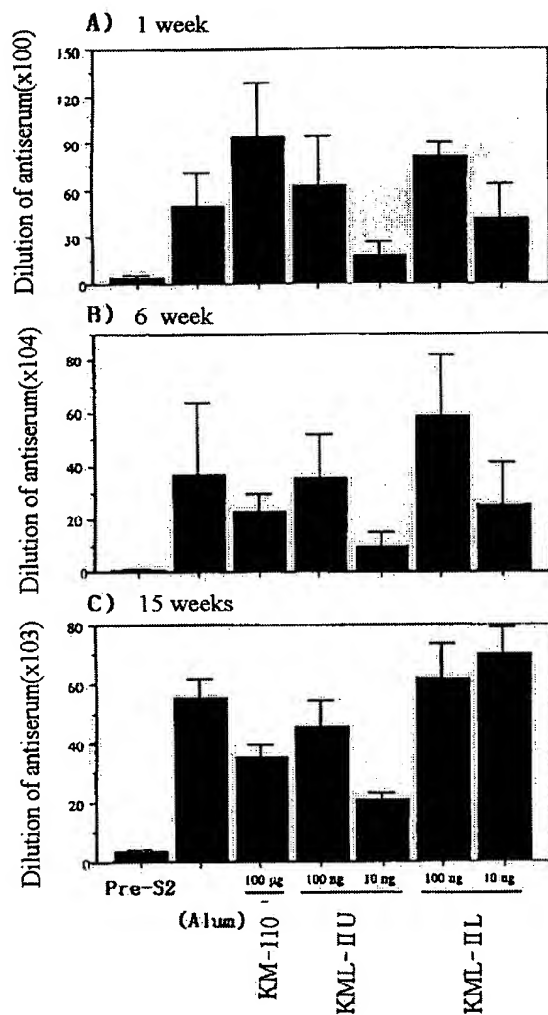 A) 1 week
Dilution of antiserum(x100)
150
120
90
60
30
0
B) 6 week
Dilution of antiserum(x104)
80
60
40
20
0
C) 15 weeks
Dilution of antiserum(x103)
80
60
40
20
0
Pre-S2
(Alum)
100 μg
100 ng
10 ng
100 ng
10 ng
KM-110
KML-IIU
KML-IIL